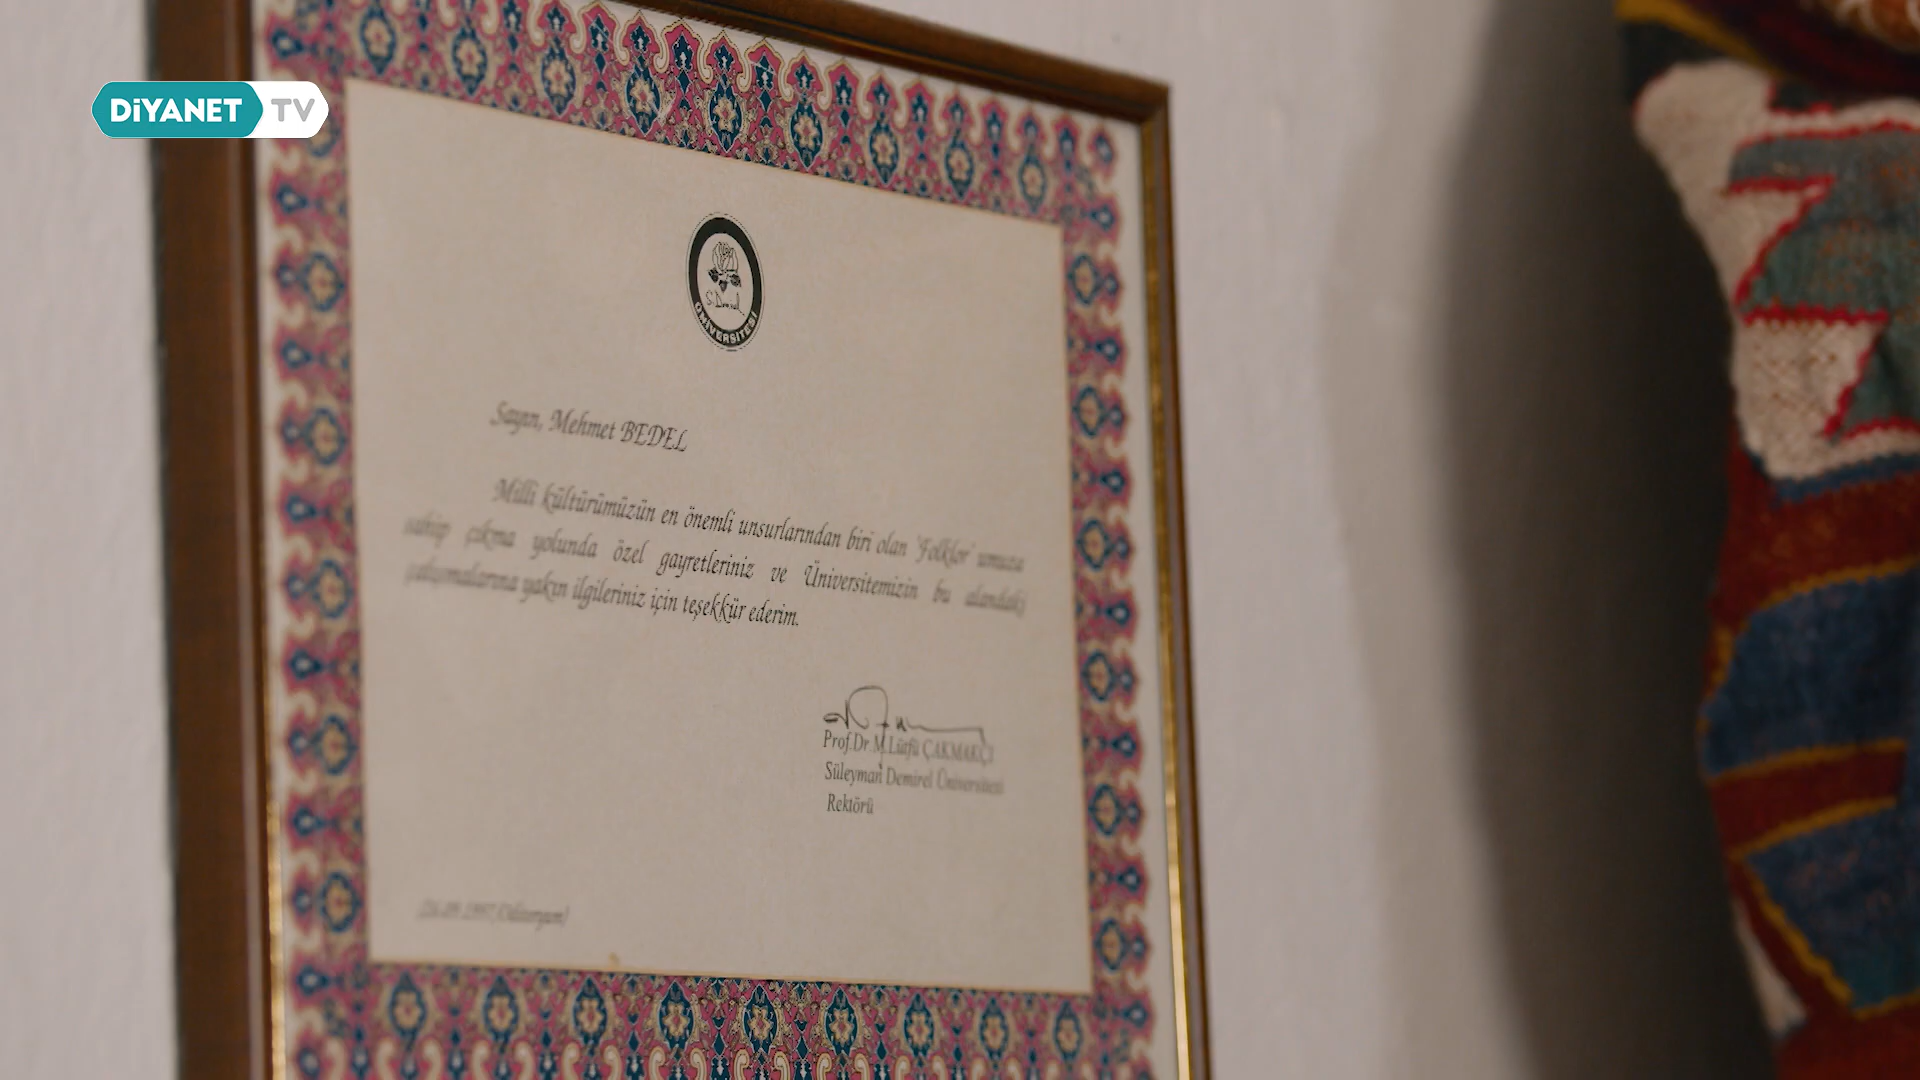 DİYANET TV
S. Demirel
ÜNİVERSİTESİ
Sayın, Mehmet BEDEL
Milli kültürümüzün en önemli unsurlarından biri olan 'Folklor' umuza
sahip çıkma yolunda özel gayretleriniz ve Üniversitemizin bu alandaki
çalışmalarına yakın ilgileriniz için teşekkür ederim.
Prof.Dr.M.Lütfü ÇAKMAKÇI
Süleyman Demirel Üniversitesi
Rektörü